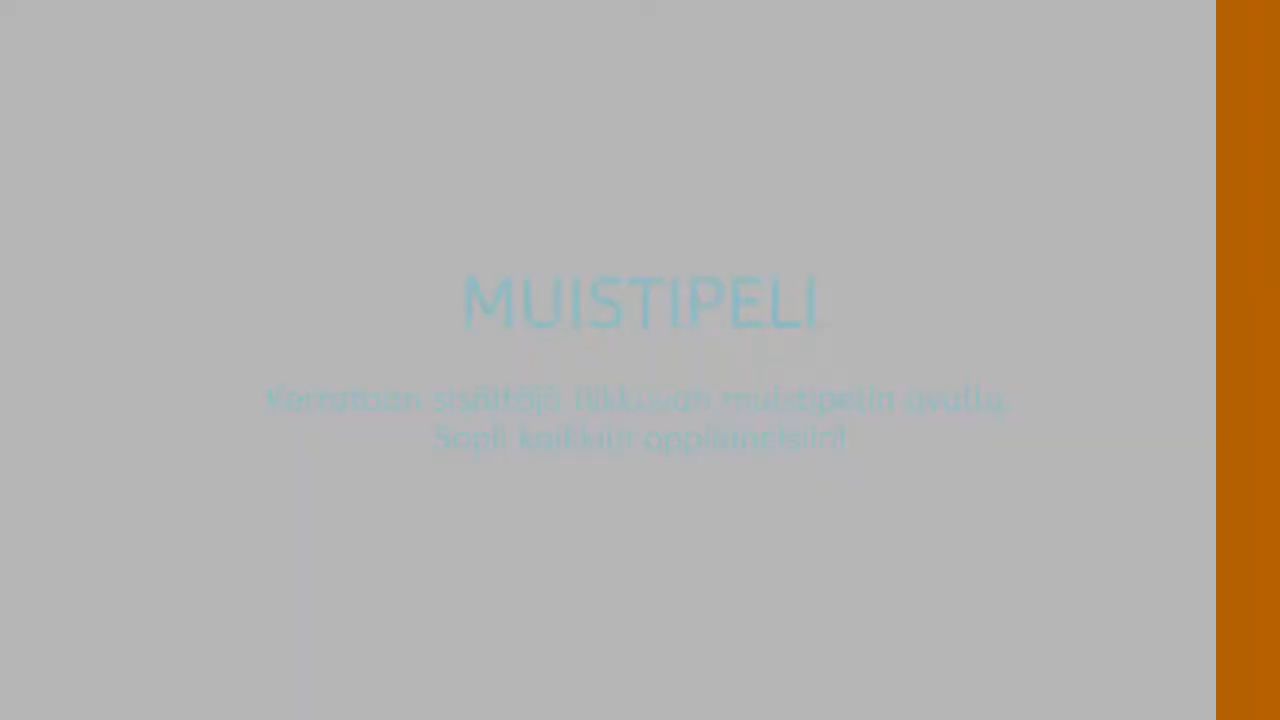 MUISTIPELI
Kerrataan sisältöjä liikkuvan muistipelin avulla.
Sopii kaikkiin oppiaineisiin!